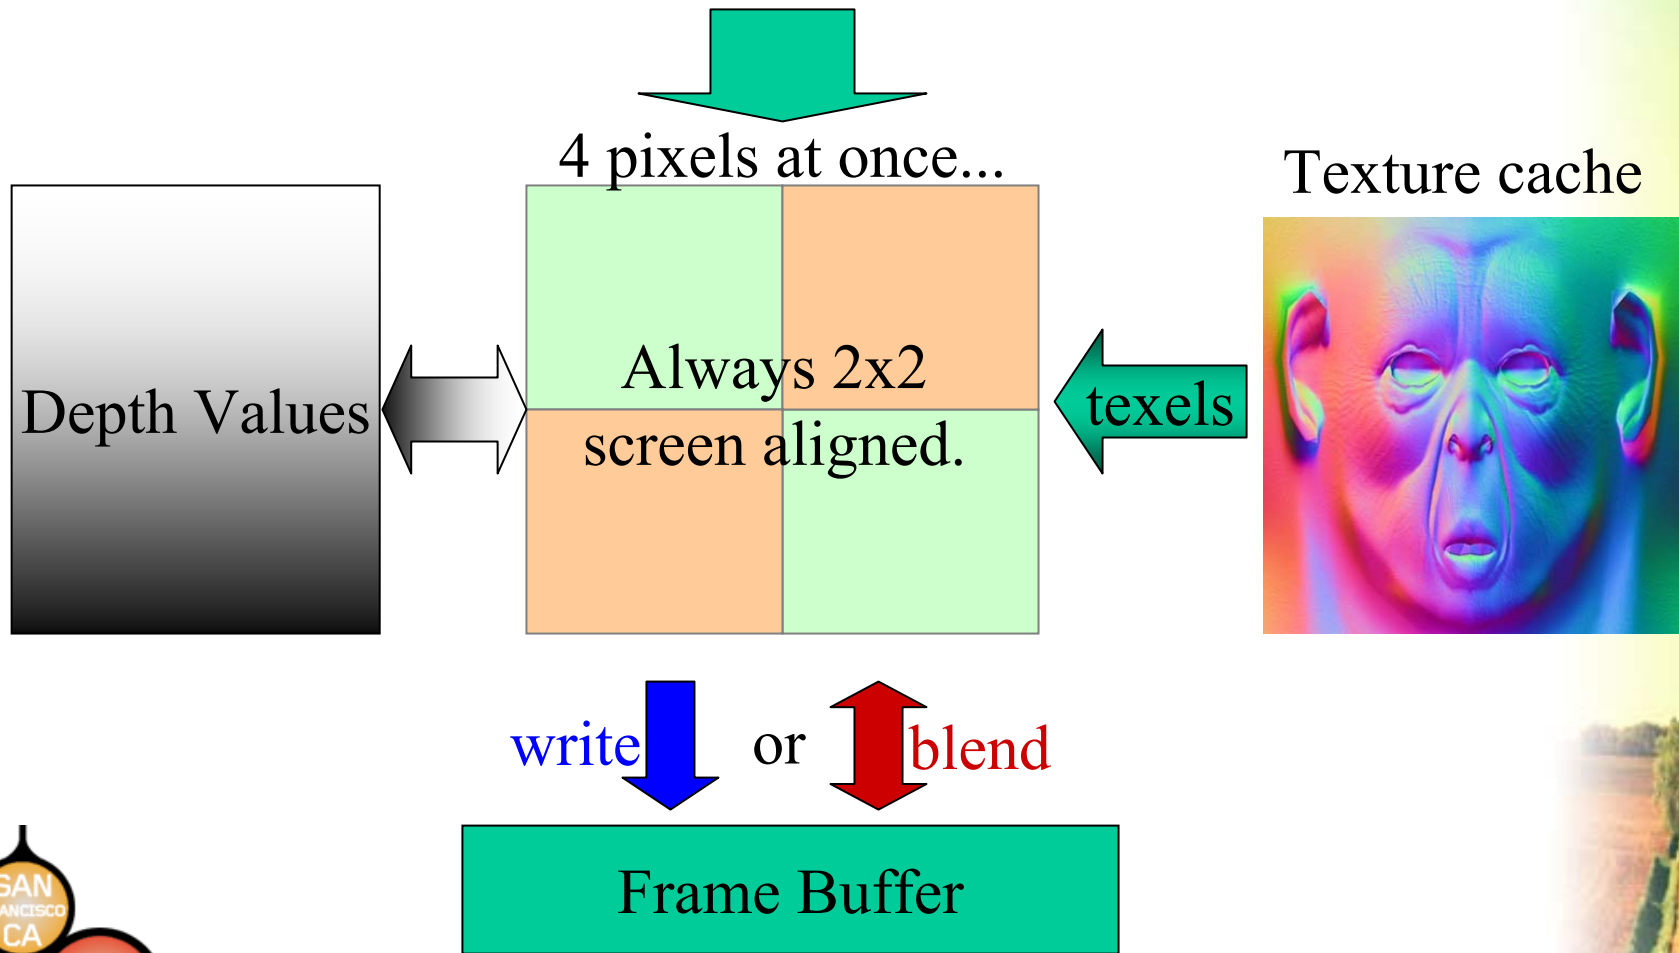 4 pixels at once...
Texture cache
Depth Values
Always 2x2
screen aligned.
texels
write
or
blend
Frame Buffer
SAN
CA